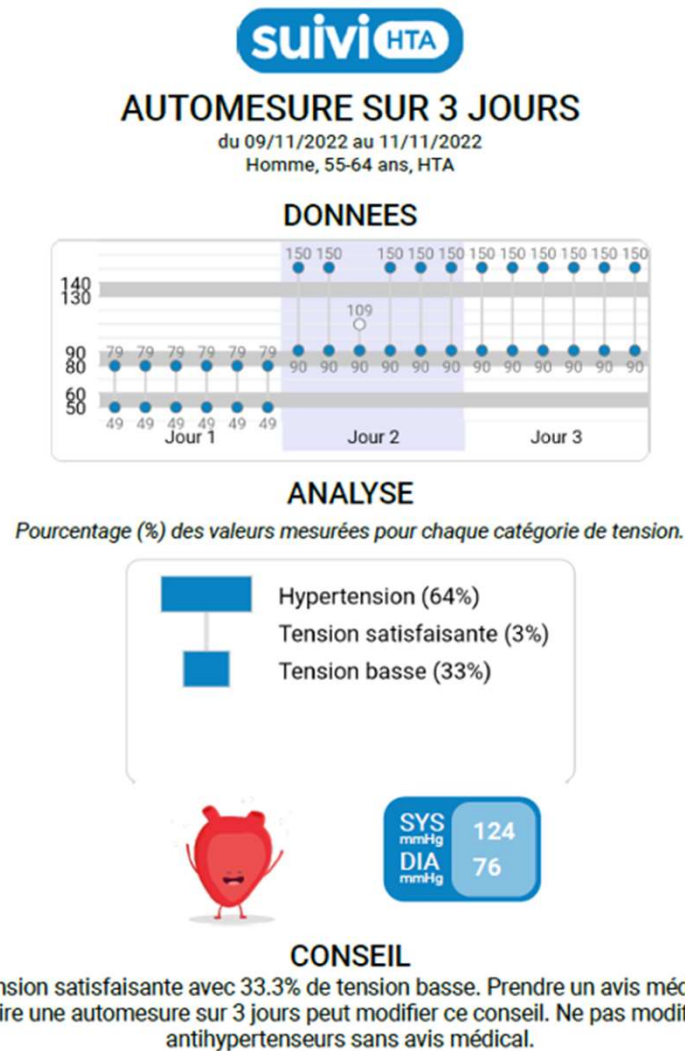 suivi HTA
AUTOMESURE SUR 3 JOURS
du 09/11/2022 au 11/11/2022
Homme, 55-64 ans, HTA
DONNEES
150 150 150 150 150 150 150 150 150 150 150
140
130
109
90 79 79 79 79 79 79
80 90 90 90 90 90 90 90 90 90 90 90 90
60
50
49 49 49 49 49 49
Jour 1 Jour 2 Jour 3
ANALYSE
Pourcentage (%) des valeurs mesurées pour chaque catégorie de tension.
Hypertension (64%)
Tension satisfaisante (3%)
Tension basse (33%)
SYS mmHg 124
DIA mmHg 76
CONSEIL
nsion satisfaisante avec 33.3% de tension basse. Prendre un avis méd
ire une automesure sur 3 jours peut modifier ce conseil. Ne pas modif
antihypertenseurs sans avis médical.